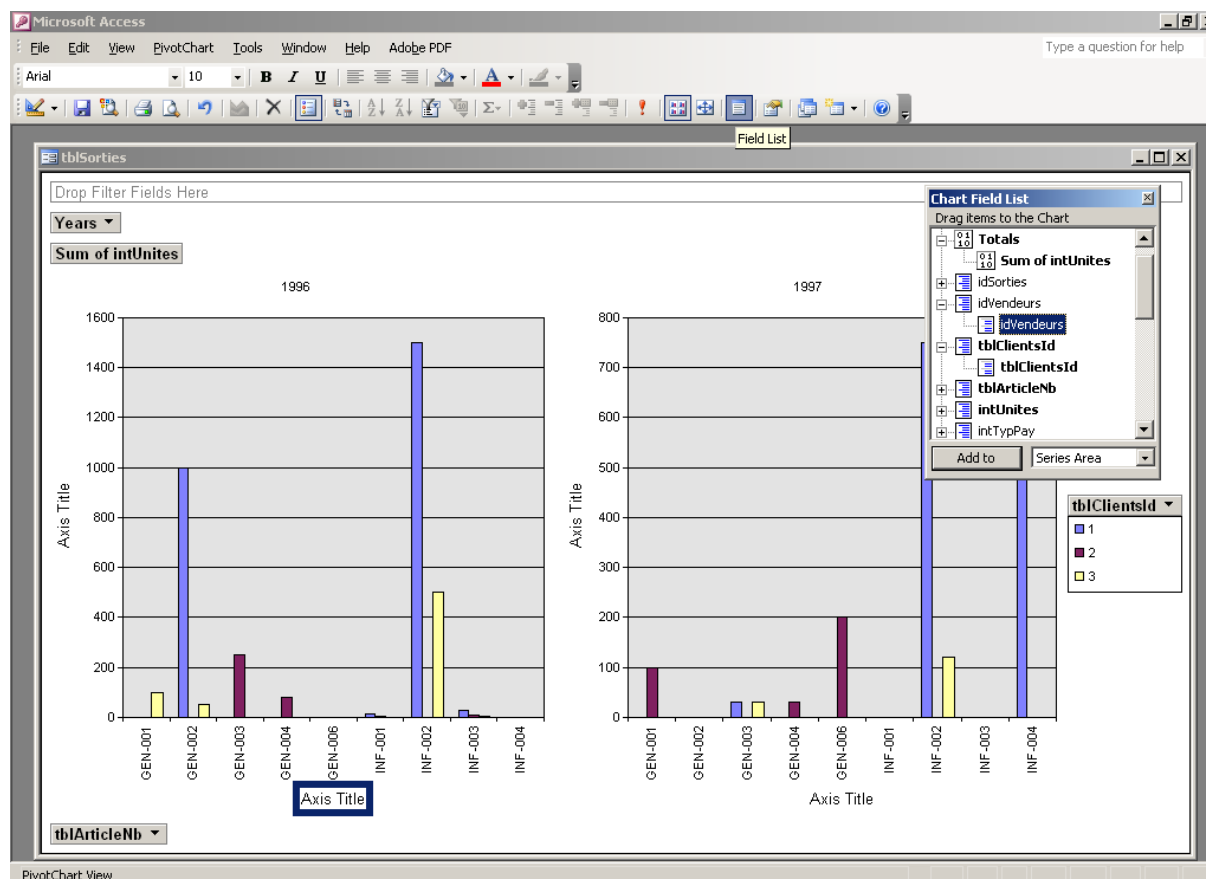 Microsoft Access
File Edit View PivotChart Tools Window Help Adobe PDF
Type a question for help
Arial 10 B I U A
Field List
tblSorties
Drop Filter Fields Here
Years
Sum of intUnites
Chart Field List
Drag items to the Chart
Totals
Sum of intUnites
idSorties
idVendeurs
idVendeurs
tblClientsId
tblClientsId
tblArticleNb
intUnites
intTypPay
Add to Series Area
1996
1600
1400
1200
1000
800
600
400
200
0
Axis Title
GEN-001 GEN-002 GEN-003 GEN-004 GEN-006 INF-001 INF-002 INF-003 INF-004
Axis Title
1997
800
700
600
500
400
300
200
100
0
Axis Title
GEN-001 GEN-002 GEN-003 GEN-004 GEN-006 INF-001 INF-002 INF-003 INF-004
Axis Title
tblClientsId
1
2
3
tblArticleNb
PivotChart View